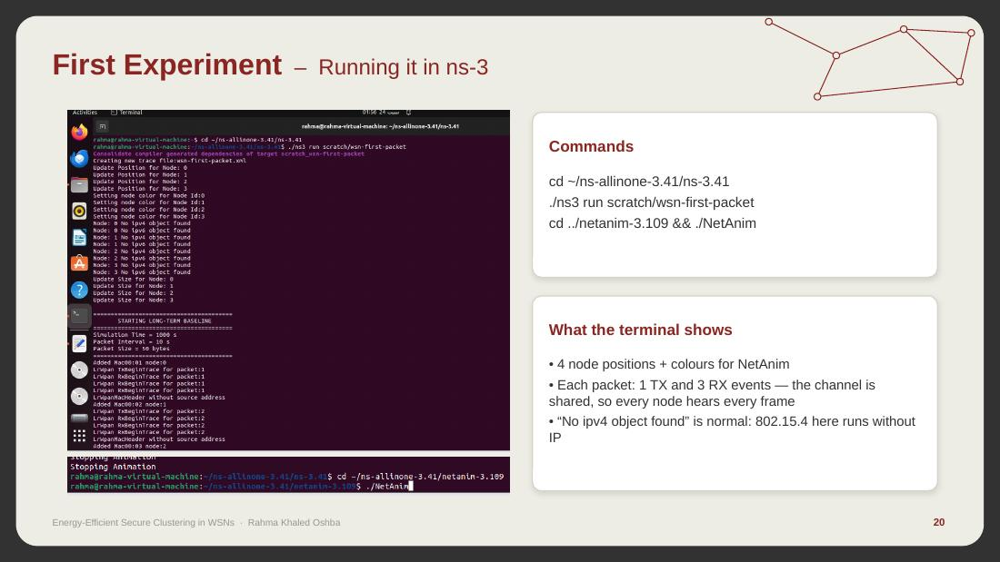 First Experiment – Running it in ns-3
Activities Terminal
01:56 24 سبت
rahma@rahma-virtual-machine: ~/ns-allinone-3.41/ns-3.41
rahma@rahma-virtual-machine:~$ cd ~/ns-allinone-3.41/ns-3.41
rahma@rahma-virtual-machine:~/ns-allinone-3.41/ns-3.41$ ./ns3 run scratch/wsn-first-packet
Consolidate compiler generated dependencies of target scratch_wsn-first-packet
Creating new trace file:wsn-first-packet.xml
Update Position for Node: 0
Update Position for Node: 1
Update Position for Node: 2
Update Position for Node: 3
Setting node color for Node Id:0
Setting node color for Node Id:1
Setting node color for Node Id:2
Setting node color for Node Id:3
Node: 0 No ipv4 object found
Node: 0 No ipv6 object found
Node: 1 No ipv4 object found
Node: 1 No ipv6 object found
Node: 2 No ipv4 object found
Node: 2 No ipv6 object found
Node: 3 No ipv4 object found
Node: 3 No ipv6 object found
Update Size for Node: 0
Update Size for Node: 1
Update Size for Node: 2
Update Size for Node: 3
========================================
STARTING LONG-TERM BASELINE
========================================
Simulation Time = 1000 s
Packet Interval = 10 s
Packet Size = 50 bytes
========================================
Added Mac00:01 node:0
LrWpan TxBeginTrace for packet:1
LrWpan RxBeginTrace for packet:1
LrWpan RxBeginTrace for packet:1
LrWpan RxBeginTrace for packet:1
LrWpanMacHeader without source address
Added Mac00:02 node:1
LrWpan TxBeginTrace for packet:2
LrWpan RxBeginTrace for packet:2
LrWpan RxBeginTrace for packet:2
LrWpan RxBeginTrace for packet:2
LrWpanMacHeader without source address
Added Mac00:03 node:2
Stopping Animation
Stopping Animation
rahma@rahma-virtual-machine:~/ns-allinone-3.41/ns-3.41$ cd ~/ns-allinone-3.41/netanim-3.109
rahma@rahma-virtual-machine:~/ns-allinone-3.41/netanim-3.109$ ./NetAnim
Commands
cd ~/ns-allinone-3.41/ns-3.41
./ns3 run scratch/wsn-first-packet
cd ../netanim-3.109 && ./NetAnim
What the terminal shows
• 4 node positions + colours for NetAnim
• Each packet: 1 TX and 3 RX events — the channel is
shared, so every node hears every frame
• “No ipv4 object found” is normal: 802.15.4 here runs without
IP
Energy-Efficient Secure Clustering in WSNs · Rahma Khaled Oshba
20